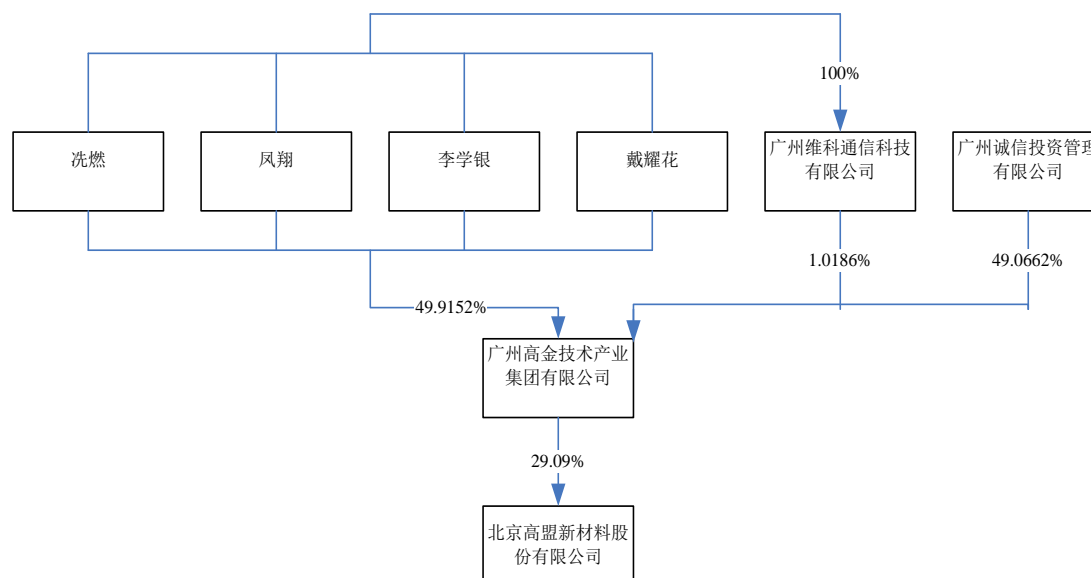 100%
冼燃
凤翔
李学银
戴耀花
广州维科通信科技
有限公司
广州诚信投资管理
有限公司
1.0186%
49.0662%
49.9152%
广州高金技术产业
集团有限公司
29.09%
北京高盟新材料股
份有限公司